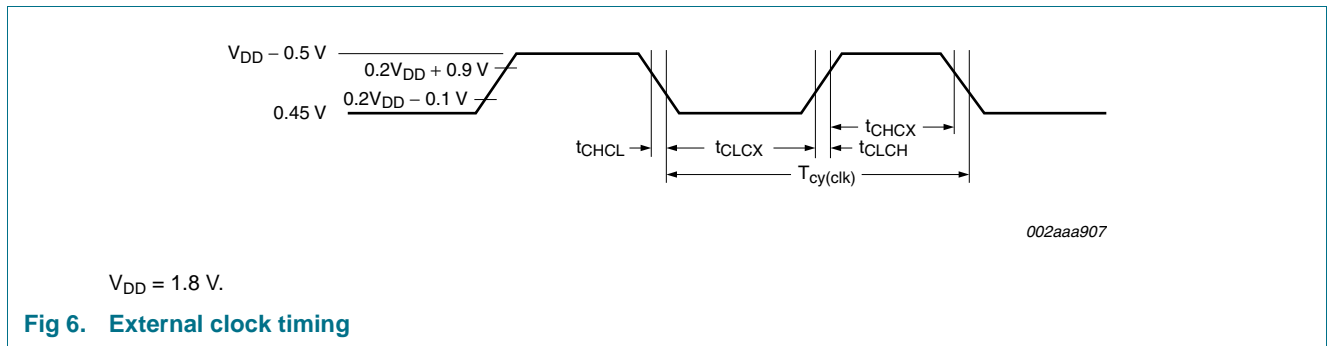 VDD − 0.5 V
0.2VDD + 0.9 V
0.2VDD − 0.1 V
0.45 V
tCHCX
tCHCL
tCLCX
tCLCH
Tcy(clk)
002aaa907
VDD = 1.8 V.
Fig 6. External clock timing